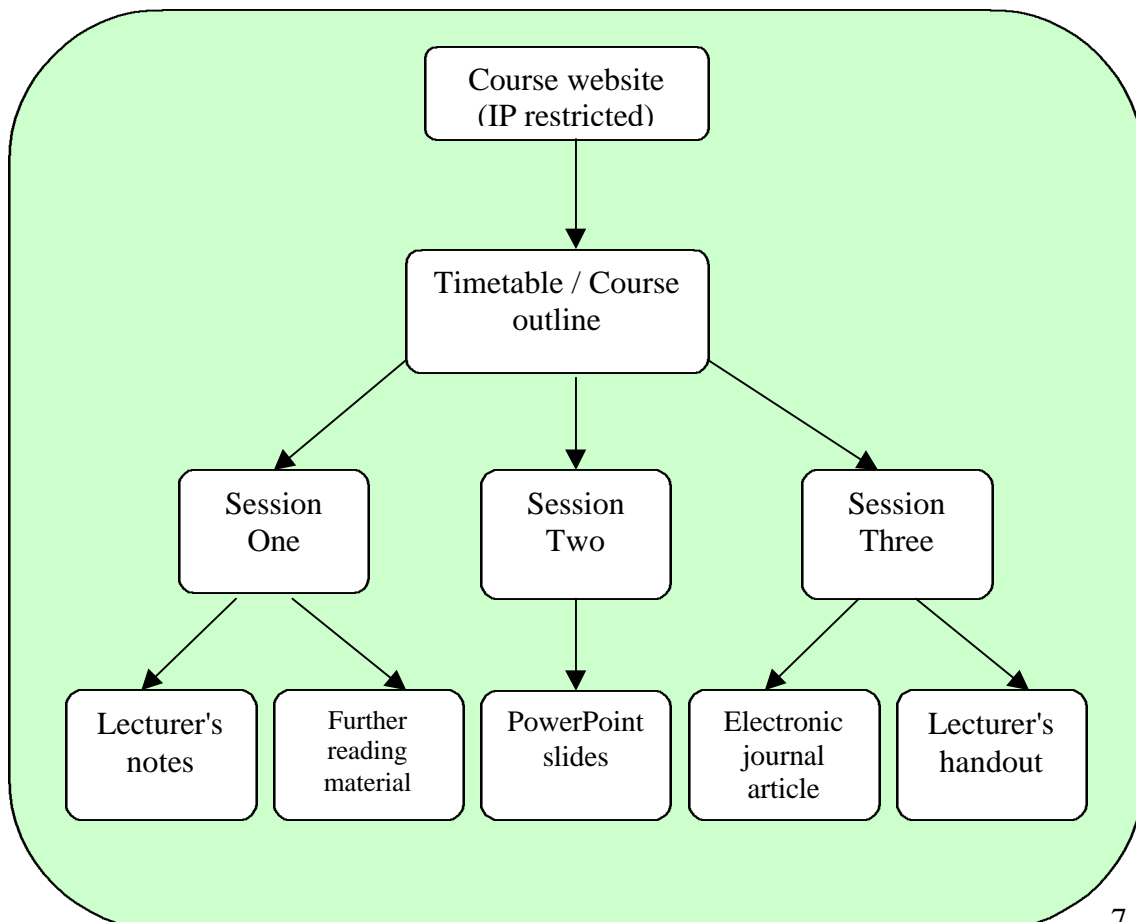 Course website
(IP restricted)
Timetable / Course
outline
Session
One
Session
Two
Session
Three
Lecturer's
notes
Further
reading
material
PowerPoint
slides
Electronic
journal
article
Lecturer's
handout
7